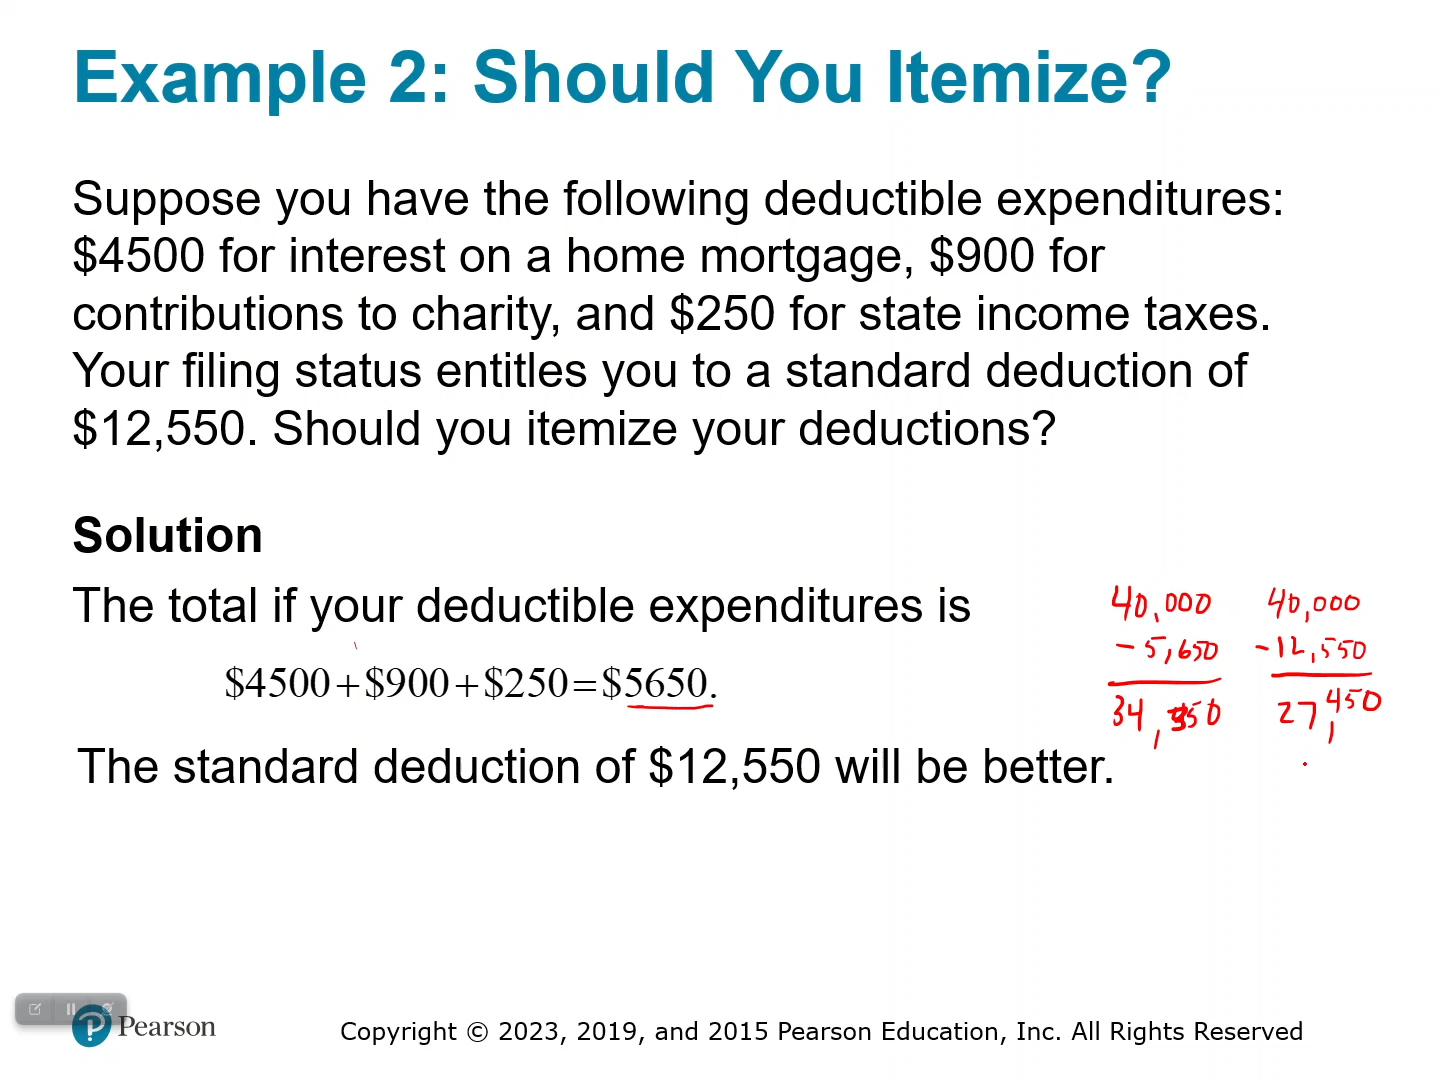 Example 2: Should You Itemize?
Suppose you have the following deductible expenditures:
$4500 for interest on a home mortgage, $900 for
contributions to charity, and $250 for state income taxes.
Your filing status entitles you to a standard deduction of
$12,550. Should you itemize your deductions?
Solution
The total if your deductible expenditures is
$4500+$900+$250=$5650.
The standard deduction of $12,550 will be better.
40,000
-5,650
34,350
40,000
-12,550
27,450
Pearson
Copyright © 2023, 2019, and 2015 Pearson Education, Inc. All Rights Reserved